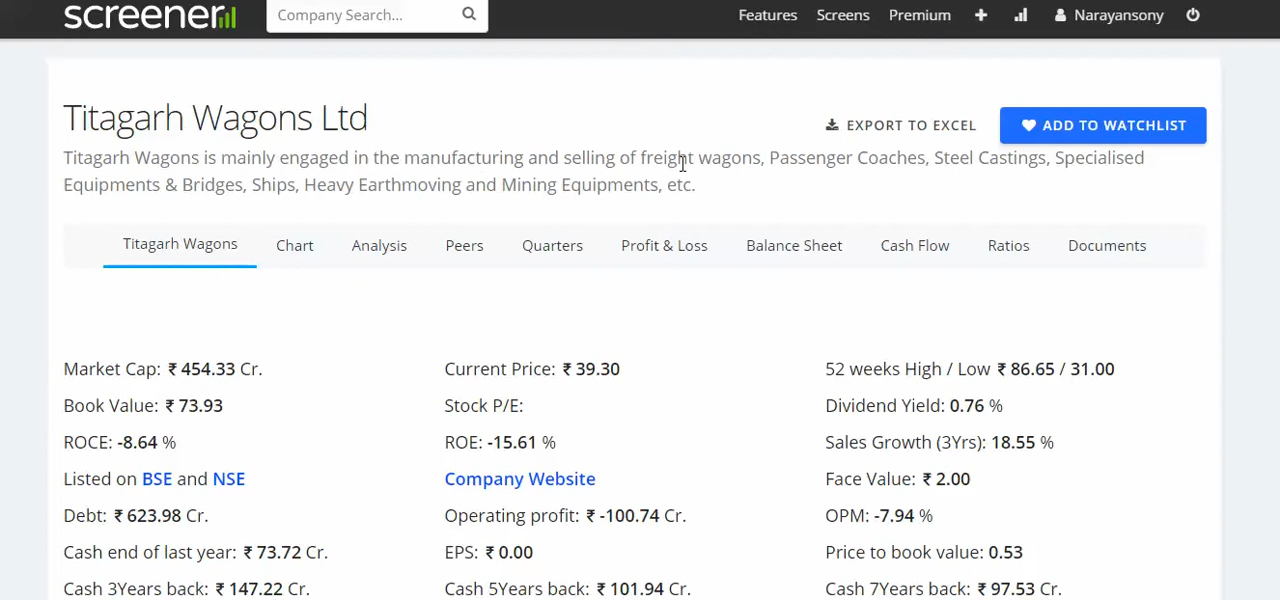 screener
Company Search...
Features Screens Premium Narayansony
Titagarh Wagons Ltd
EXPORT TO EXCEL
ADD TO WATCHLIST
Titagarh Wagons is mainly engaged in the manufacturing and selling of freight wagons, Passenger Coaches, Steel Castings, Specialised
Equipments & Bridges, Ships, Heavy Earthmoving and Mining Equipments, etc.
Titagarh Wagons Chart Analysis Peers Quarters Profit & Loss Balance Sheet Cash Flow Ratios Documents
Market Cap: ₹ 454.33 Cr. Current Price: ₹ 39.30 52 weeks High / Low ₹ 86.65 / 31.00
Book Value: ₹ 73.93 Stock P/E: Dividend Yield: 0.76 %
ROCE: -8.64 % ROE: -15.61 % Sales Growth (3Yrs): 18.55 %
Listed on BSE and NSE Company Website Face Value: ₹ 2.00
Debt: ₹ 623.98 Cr. Operating profit: ₹ -100.74 Cr. OPM: -7.94 %
Cash end of last year: ₹ 73.72 Cr. EPS: ₹ 0.00 Price to book value: 0.53
Cash 3Years back: ₹ 147.22 Cr. Cash 5Years back: ₹ 101.94 Cr. Cash 7Years back: ₹ 97.53 Cr.